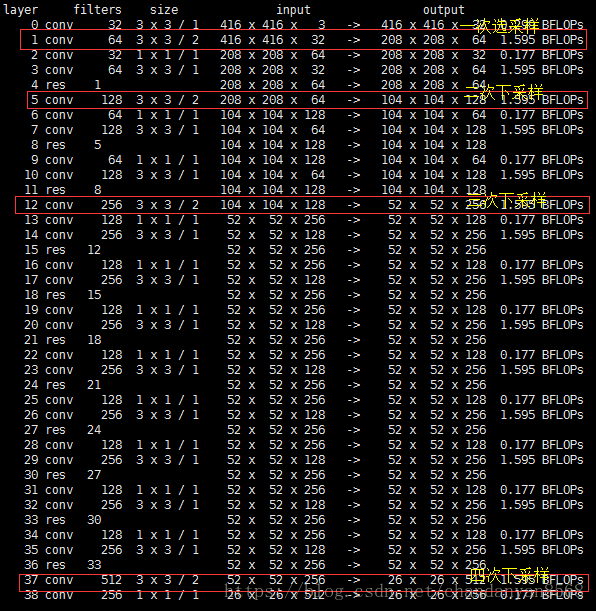 layer filters size input output
0 conv 32 3 x 3 / 1 416 x 416 x 3 -> 416 x 416 x BFLOPs
一次选采样
1 conv 64 3 x 3 / 2 416 x 416 x 32 -> 208 x 208 x 64 1.595 BFLOPs
2 conv 32 1 x 1 / 1 208 x 208 x 64 -> 208 x 208 x 32 0.177 BFLOPs
3 conv 64 3 x 3 / 1 208 x 208 x 32 -> 208 x 208 x 64 1.595 BFLOPs
4 res 1 208 x 208 x 64 -> 208 x 208 x 64
二次下采样
5 conv 128 3 x 3 / 2 208 x 208 x 64 -> 104 x 104 x 128 1.595 BFLOPs
6 conv 64 1 x 1 / 1 104 x 104 x 128 -> 104 x 104 x 64 0.177 BFLOPs
7 conv 128 3 x 3 / 1 104 x 104 x 64 -> 104 x 104 x 128 1.595 BFLOPs
8 res 5 104 x 104 x 128 -> 104 x 104 x 128
9 conv 64 1 x 1 / 1 104 x 104 x 128 -> 104 x 104 x 64 0.177 BFLOPs
10 conv 128 3 x 3 / 1 104 x 104 x 64 -> 104 x 104 x 128 1.595 BFLOPs
11 res 8 104 x 104 x 128 -> 104 x 104 x 128
三次下采样
12 conv 256 3 x 3 / 2 104 x 104 x 128 -> 52 x 52 x 256 1.595 BFLOPs
13 conv 128 1 x 1 / 1 52 x 52 x 256 -> 52 x 52 x 128 0.177 BFLOPs
14 conv 256 3 x 3 / 1 52 x 52 x 128 -> 52 x 52 x 256 1.595 BFLOPs
15 res 12 52 x 52 x 256 -> 52 x 52 x 256
16 conv 128 1 x 1 / 1 52 x 52 x 256 -> 52 x 52 x 128 0.177 BFLOPs
17 conv 256 3 x 3 / 1 52 x 52 x 128 -> 52 x 52 x 256 1.595 BFLOPs
18 res 15 52 x 52 x 256 -> 52 x 52 x 256
19 conv 128 1 x 1 / 1 52 x 52 x 256 -> 52 x 52 x 128 0.177 BFLOPs
20 conv 256 3 x 3 / 1 52 x 52 x 128 -> 52 x 52 x 256 1.595 BFLOPs
21 res 18 52 x 52 x 256 -> 52 x 52 x 256
22 conv 128 1 x 1 / 1 52 x 52 x 256 -> 52 x 52 x 128 0.177 BFLOPs
23 conv 256 3 x 3 / 1 52 x 52 x 128 -> 52 x 52 x 256 1.595 BFLOPs
24 res 21 52 x 52 x 256 -> 52 x 52 x 256
25 conv 128 1 x 1 / 1 52 x 52 x 256 -> 52 x 52 x 128 0.177 BFLOPs
26 conv 256 3 x 3 / 1 52 x 52 x 128 -> 52 x 52 x 256 1.595 BFLOPs
27 res 24 52 x 52 x 256 -> 52 x 52 x 256
28 conv 128 1 x 1 / 1 52 x 52 x 256 -> 52 x 52 x 128 0.177 BFLOPs
29 conv 256 3 x 3 / 1 52 x 52 x 128 -> 52 x 52 x 256 1.595 BFLOPs
30 res 27 52 x 52 x 256 -> 52 x 52 x 256
31 conv 128 1 x 1 / 1 52 x 52 x 256 -> 52 x 52 x 128 0.177 BFLOPs
32 conv 256 3 x 3 / 1 52 x 52 x 128 -> 52 x 52 x 256 1.595 BFLOPs
33 res 30 52 x 52 x 256 -> 52 x 52 x 256
34 conv 128 1 x 1 / 1 52 x 52 x 256 -> 52 x 52 x 128 0.177 BFLOPs
35 conv 256 3 x 3 / 1 52 x 52 x 128 -> 52 x 52 x 256 1.595 BFLOPs
36 res 33 52 x 52 x 256 -> 52 x 52 x 256
四次下采样
37 conv 512 3 x 3 / 2 52 x 52 x 256 -> 26 x 26 x 512 1.595 BFLOPs
38 conv 256 1 x 1 / 1 26 x 26 x 512 -> 26 x 26 x 256 0.177 BFLOPs